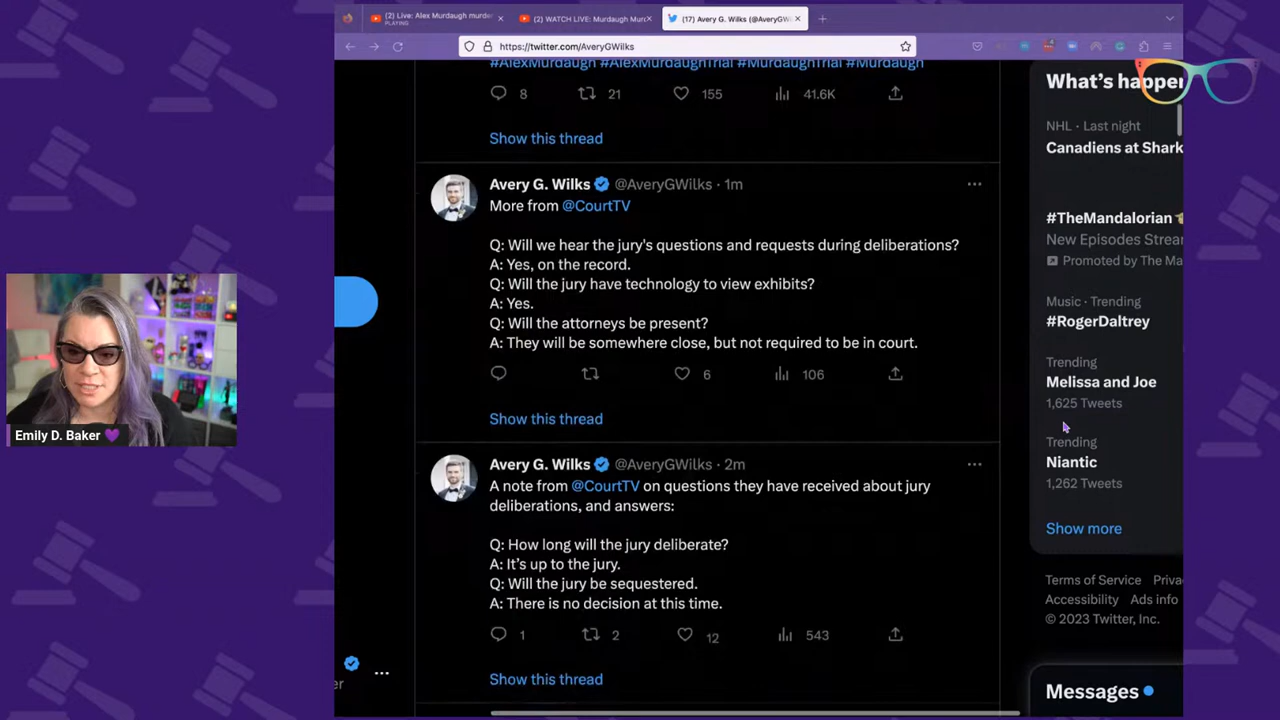 (2) Live: Alex Murdaugh murder
PLAYING
(2) WATCH LIVE: Murdaugh Mur
(17) Avery G. Wilks (@AveryGW
https://twitter.com/AveryGWilks
#AlexMurdaugh #AlexMurdaughTrial #MurdaughTrial #Murdaugh
8 21 155 41.6K
Show this thread
Avery G. Wilks @AveryGWilks · 1m
More from @CourtTV
Q: Will we hear the jury's questions and requests during deliberations?
A: Yes, on the record.
Q: Will the jury have technology to view exhibits?
A: Yes.
Q: Will the attorneys be present?
A: They will be somewhere close, but not required to be in court.
6 106
Show this thread
Avery G. Wilks @AveryGWilks · 2m
A note from @CourtTV on questions they have received about jury
deliberations, and answers:
Q: How long will the jury deliberate?
A: It's up to the jury.
Q: Will the jury be sequestered.
A: There is no decision at this time.
1 2 12 543
Show this thread
What's happen
NHL · Last night
Canadiens at Shark
#TheMandalorian
New Episodes Strea
Promoted by The Ma
Music · Trending
#RogerDaltrey
Trending
Melissa and Joe
1,625 Tweets
Trending
Niantic
1,262 Tweets
Show more
Terms of Service Priva
Accessibility Ads info
© 2023 Twitter, Inc.
Messages
Emily D. Baker 💜
er